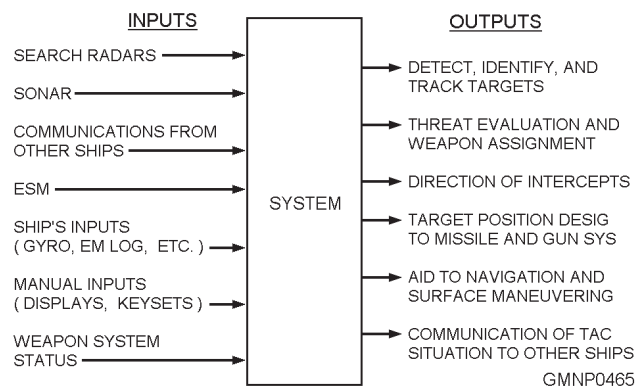 INPUTS
SEARCH RADARS
SONAR
COMMUNICATIONS FROM
OTHER SHIPS
ESM
SHIP'S INPUTS
( GYRO, EM LOG, ETC. )
MANUAL INPUTS
( DISPLAYS, KEYSETS )
WEAPON SYSTEM
STATUS
SYSTEM
OUTPUTS
DETECT, IDENTIFY, AND
TRACK TARGETS
THREAT EVALUATION AND
WEAPON ASSIGNMENT
DIRECTION OF INTERCEPTS
TARGET POSITION DESIG
TO MISSILE AND GUN SYS
AID TO NAVIGATION AND
SURFACE MANEUVERING
COMMUNICATION OF TAC
SITUATION TO OTHER SHIPS
GMNP0465